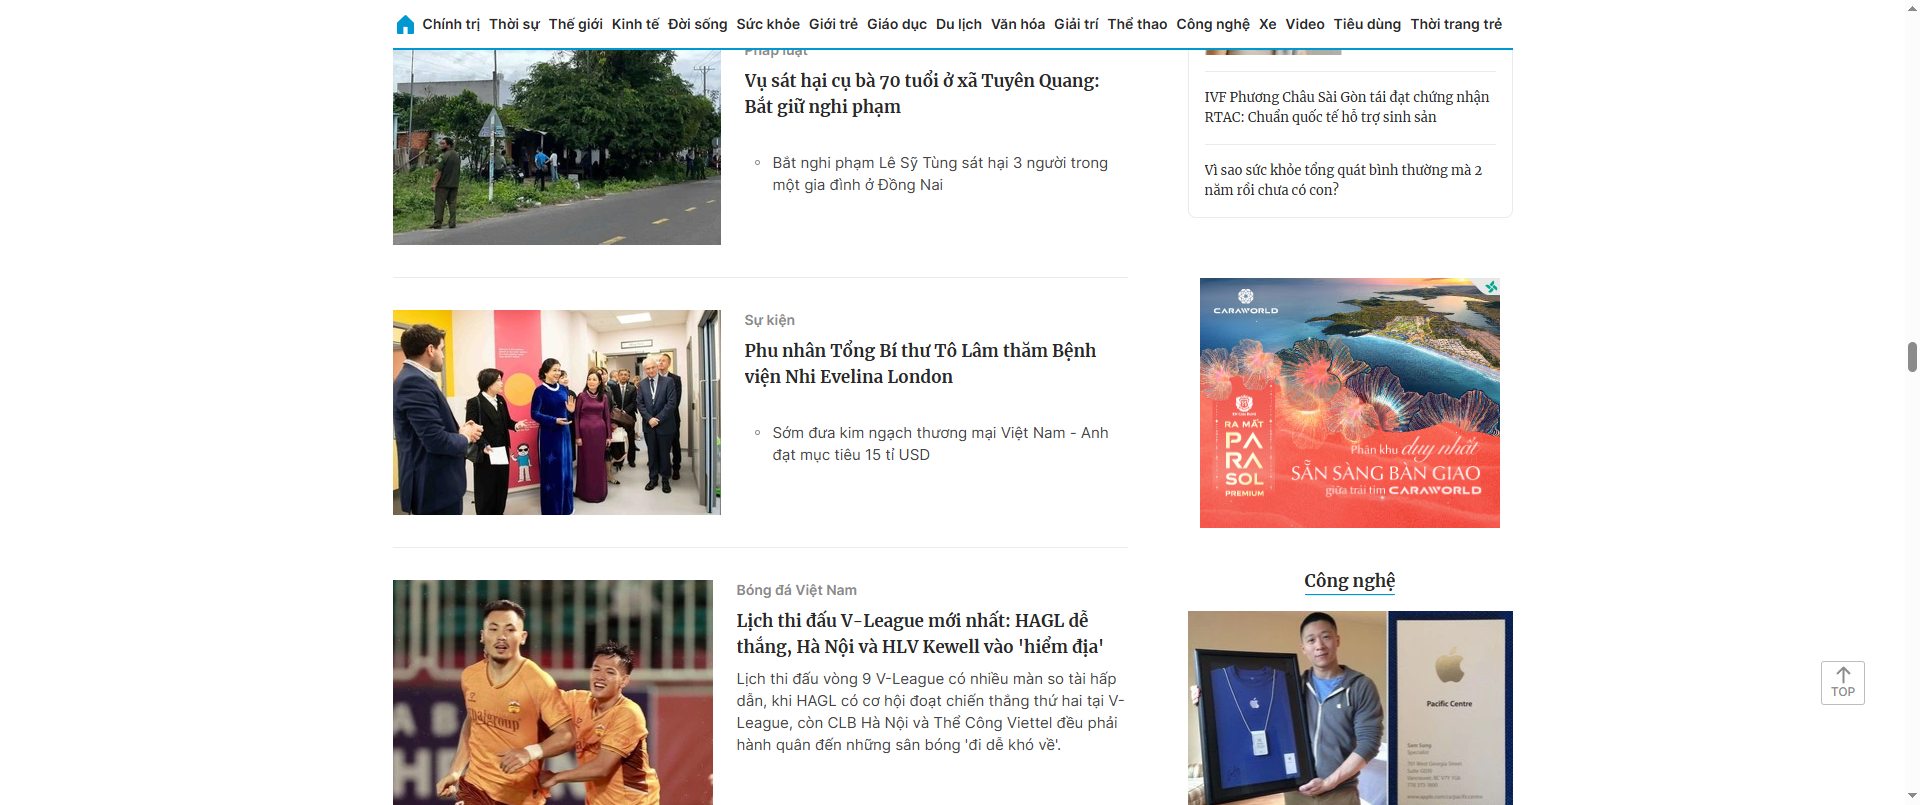 Chính trị Thời sự Thế giới Kinh tế Đời sống Sức khỏe Giới trẻ Giáo dục Du lịch Văn hóa Giải trí Thể thao Công nghệ Xe Video Tiêu dùng Thời trang trẻ
Pháp luật
Vụ sát hại cụ bà 70 tuổi ở xã Tuyên Quang:
Bắt giữ nghi phạm
Bắt nghi phạm Lê Sỹ Tùng sát hại 3 người trong
một gia đình ở Đồng Nai
Sự kiện
Phu nhân Tổng Bí thư Tô Lâm thăm Bệnh
viện Nhi Evelina London
Sớm đưa kim ngạch thương mại Việt Nam - Anh
đạt mục tiêu 15 tỉ USD
Bóng đá Việt Nam
Lịch thi đấu V-League mới nhất: HAGL dễ
thắng, Hà Nội và HLV Kewell vào 'hiểm địa'
Lịch thi đấu vòng 9 V-League có nhiều màn so tài hấp
dẫn, khi HAGL có cơ hội đoạt chiến thắng thứ hai tại V-
League, còn CLB Hà Nội và Thể Công Viettel đều phải
hành quân đến những sân bóng 'đi dễ khó về'.
IVF Phương Châu Sài Gòn tái đạt chứng nhận
RTAC: Chuẩn quốc tế hỗ trợ sinh sản
Vì sao sức khỏe tổng quát bình thường mà 2
năm rồi chưa có con?
CARAWORLD
RA MẮT
PA
RA
SOL
PREMIUM
Phân khu duy nhất
SẴN SÀNG BÀN GIAO
giữa trái tim CARAWORLD
Công nghệ
Pacific Centre
Sam Sung
Specialist
TOP